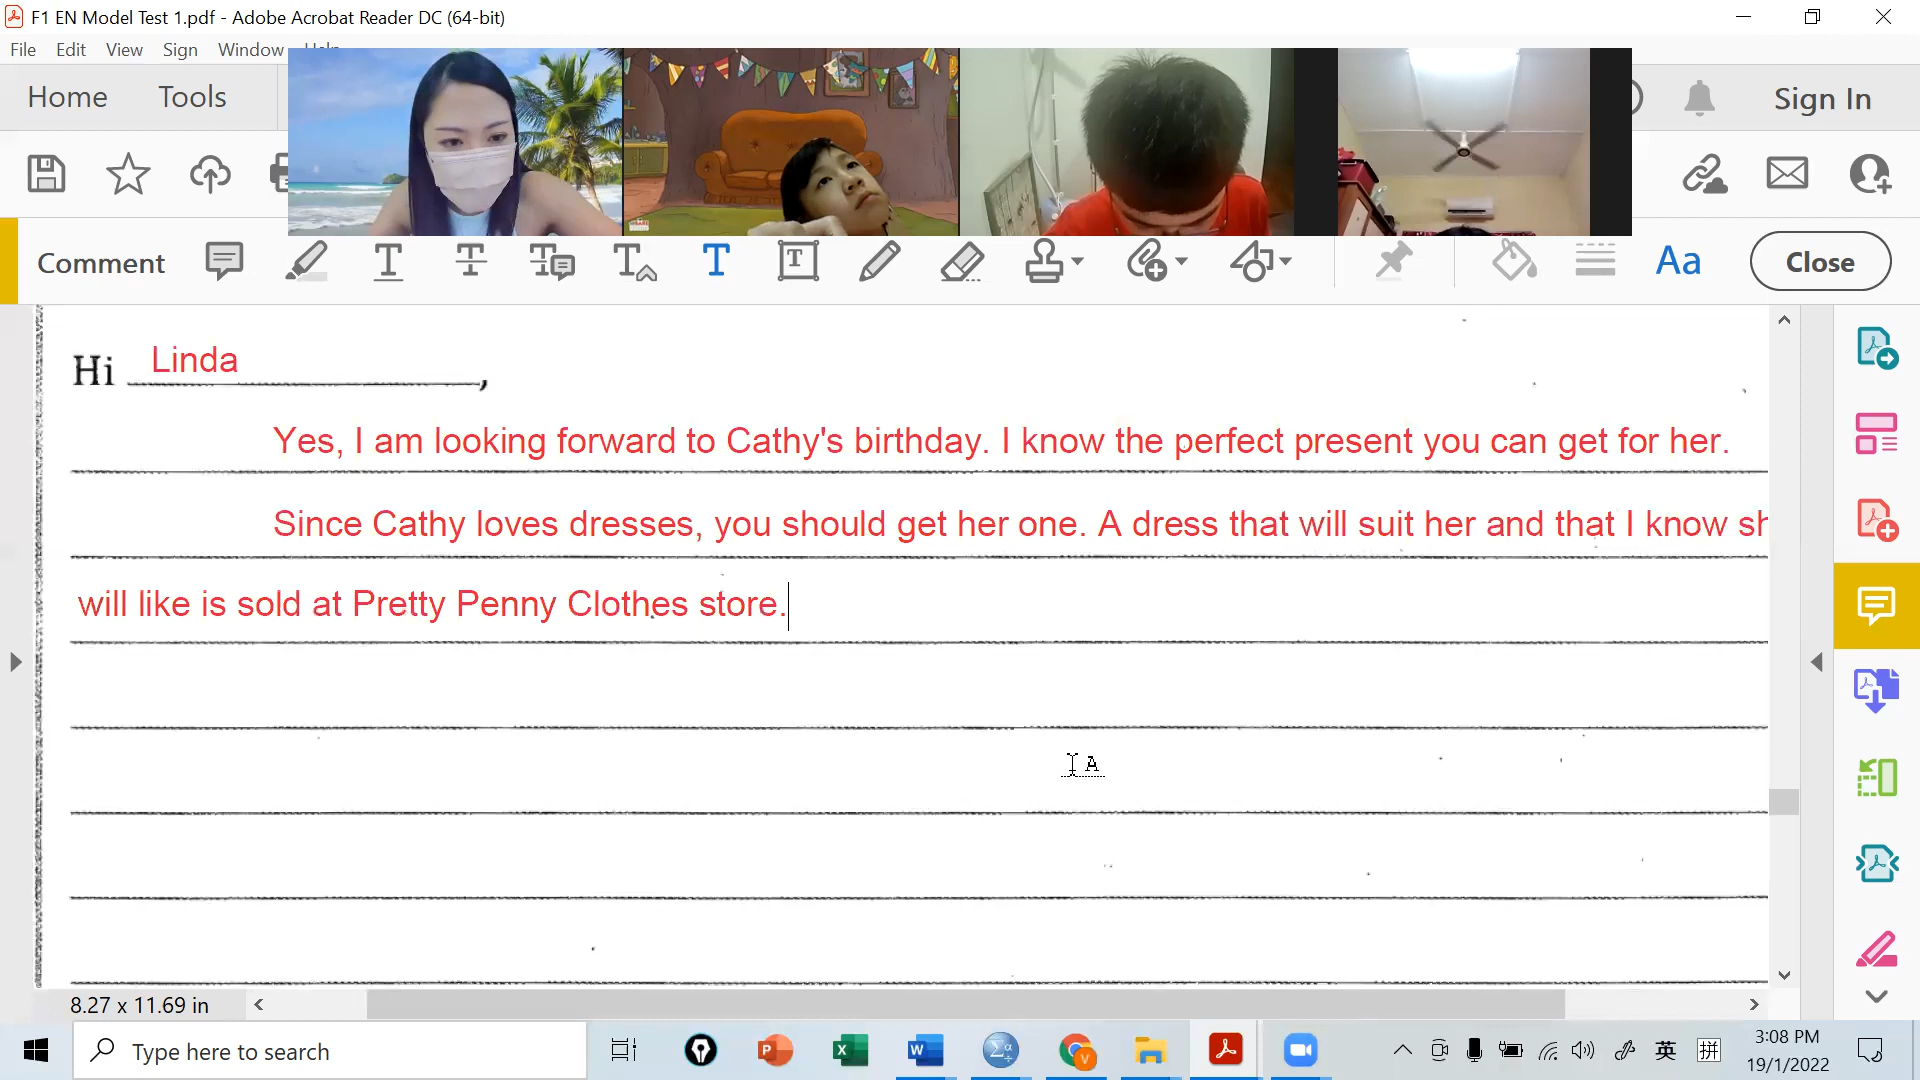 F1 EN Model Test 1.pdf - Adobe Acrobat Reader DC (64-bit)
File Edit View Sign Window Help
Home Tools Sign In
Comment Close
Hi Linda,
Yes, I am looking forward to Cathy's birthday. I know the perfect present you can get for her.
Since Cathy loves dresses, you should get her one. A dress that will suit her and that I know sh
will like is sold at Pretty Penny Clothes store.
8.27 x 11.69 in
Type here to search
3:08 PM
英 拼
19/1/2022